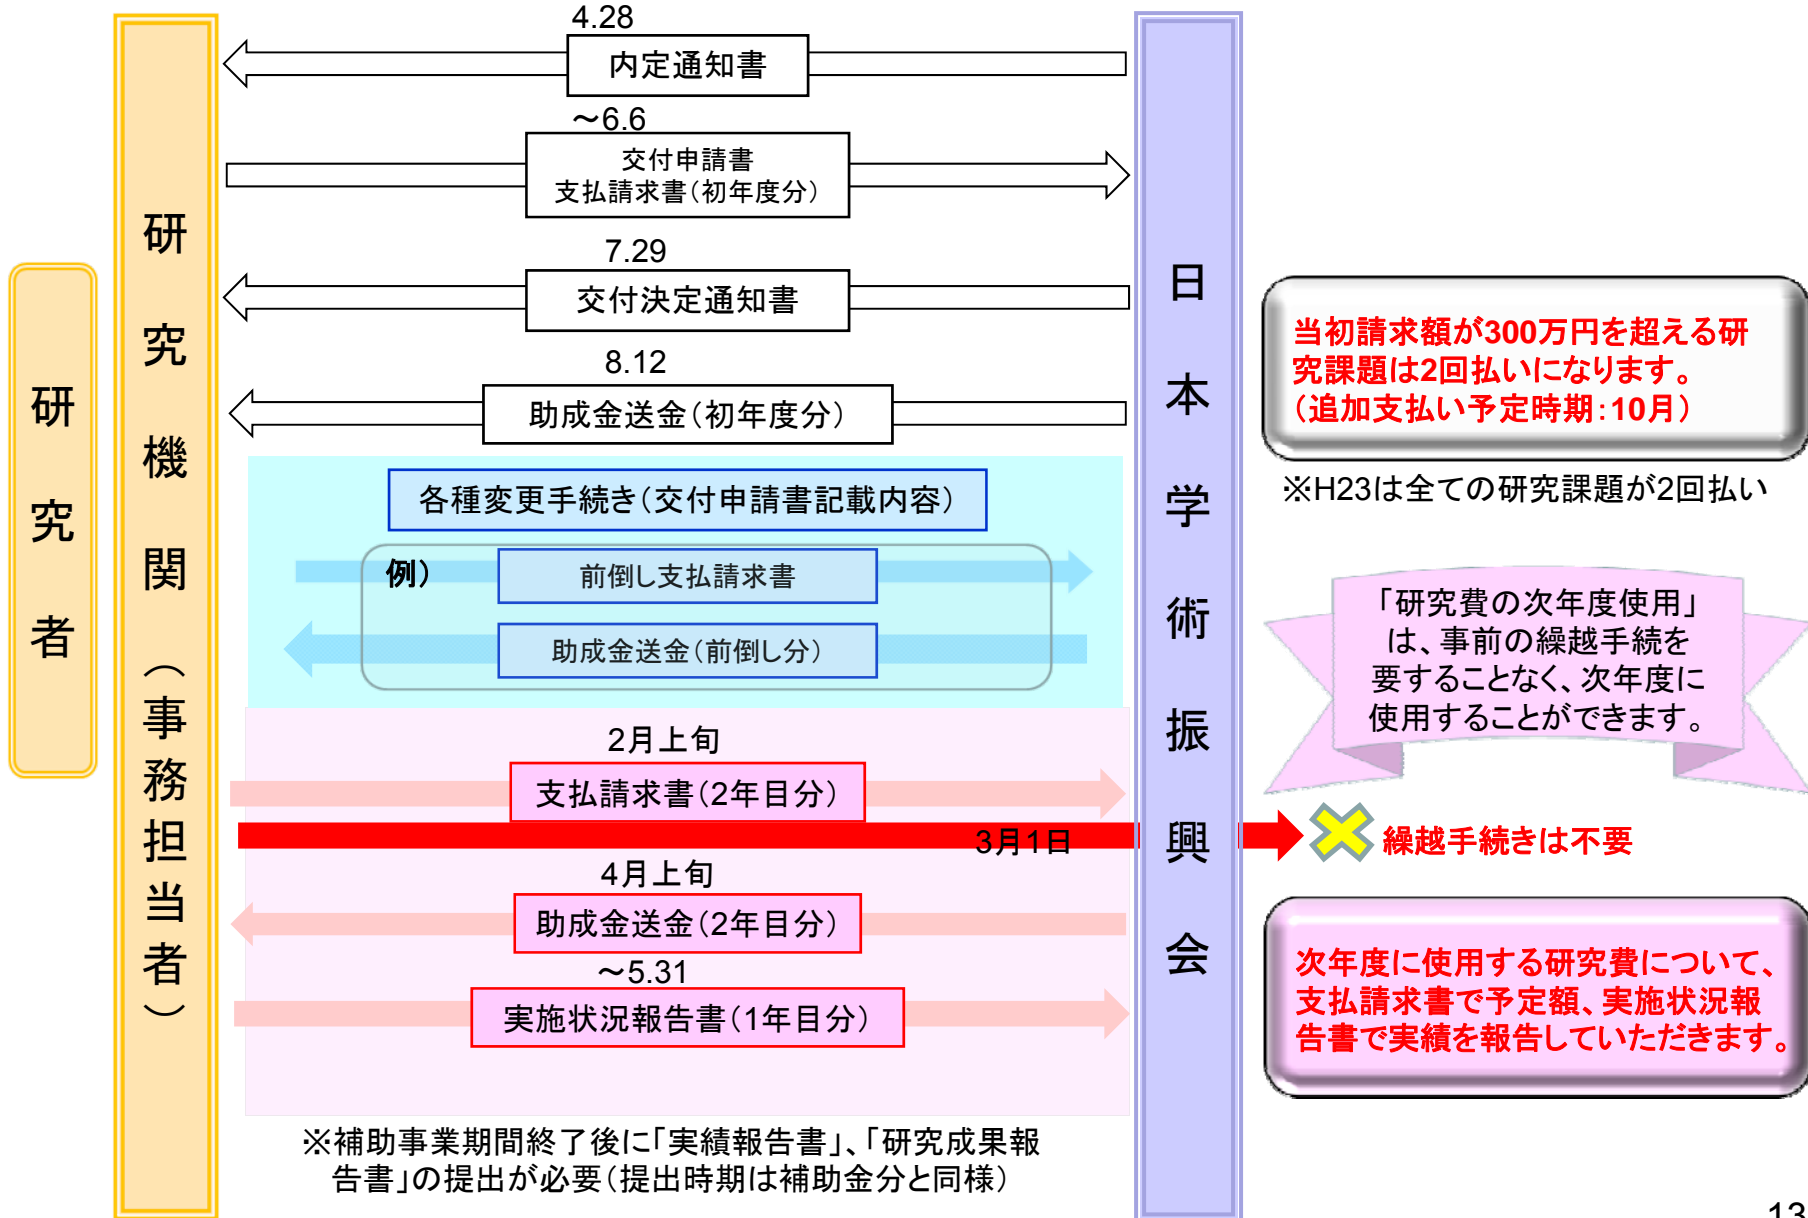 研究者
研究機関（事務担当者）
4.28
内定通知書
～6.6
交付申請書
支払請求書（初年度分）
7.29
交付決定通知書
8.12
助成金送金（初年度分）
各種変更手続き（交付申請書記載内容）
例）
前倒し支払請求書
助成金送金（前倒し分）
2月上旬
支払請求書（2年目分）
3月1日
4月上旬
助成金送金（2年目分）
～5.31
実施状況報告書（1年目分）
※補助事業期間終了後に「実績報告書」、「研究成果報
告書」の提出が必要（提出時期は補助金分と同様）
日本学術振興会
当初請求額が300万円を超える研
究課題は2回払いになります。
（追加支払い予定時期：10月）
※H23は全ての研究課題が2回払い
「研究費の次年度使用」
は、事前の繰越手続を
要することなく、次年度に
使用することができます。
繰越手続きは不要
次年度に使用する研究費について、
支払請求書で予定額、実施状況報
告書で実績を報告していただきます。
13